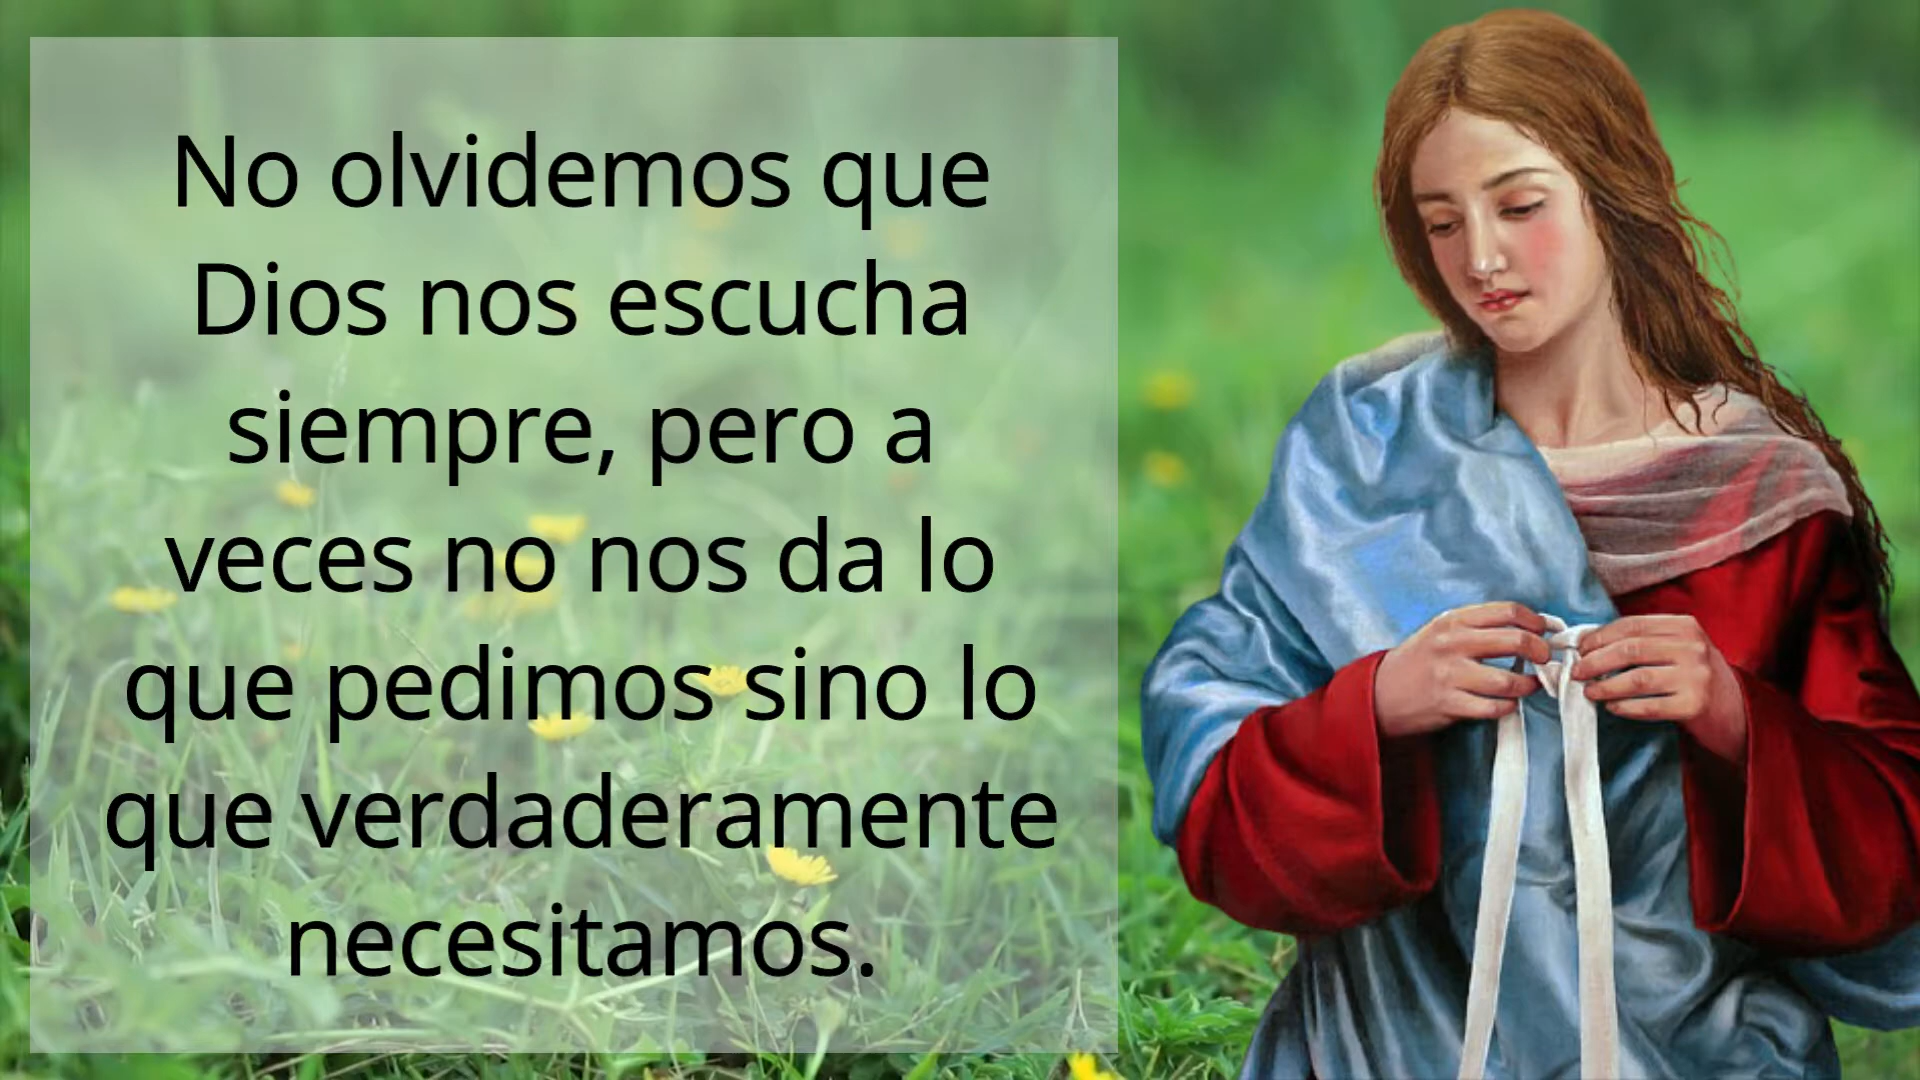 No olvidemos que
Dios nos escucha
siempre, pero a
veces no nos da lo
que pedimos sino lo
que verdaderamente
necesitamos.